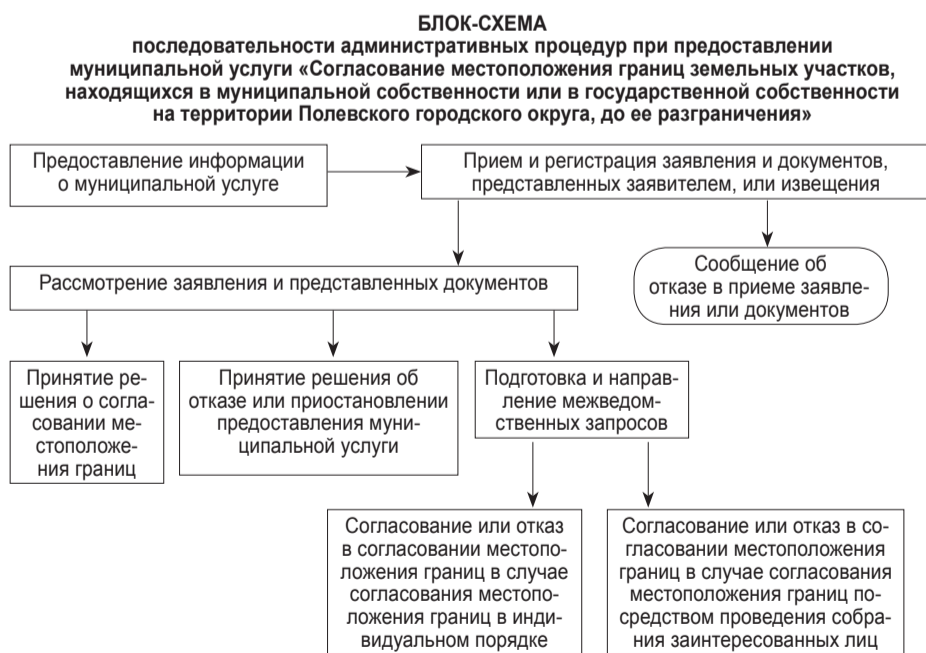 БЛОК-СХЕМА
последовательности административных процедур при предоставлении
муниципальной услуги «Согласование местоположения границ земельных участков,
находящихся в муниципальной собственности или в государственной собственности
на территории Полевского городского округа, до ее разграничения»
Предоставление информации
о муниципальной услуге
Прием и регистрация заявления и документов,
представленных заявителем, или извещения
Рассмотрение заявления и представленных документов
Сообщение об
отказе в приеме заявле-
ния или документов
Принятие ре-
шения о согла-
совании ме-
стоположе-
ния границ
Принятие решения об
отказе или приостановлении
предоставления муни-
ципальной услуги
Подготовка и направ-
ление межведом-
ственных запросов
Согласование или отказ
в согласовании местопо-
ложения границ в случае
согласования местопо-
ложения границ в инди-
видуальном порядке
Согласование или отказ в со-
гласовании местоположения
границ в случае согласования
местоположения границ по-
средством проведения собра-
ния заинтересованных лиц